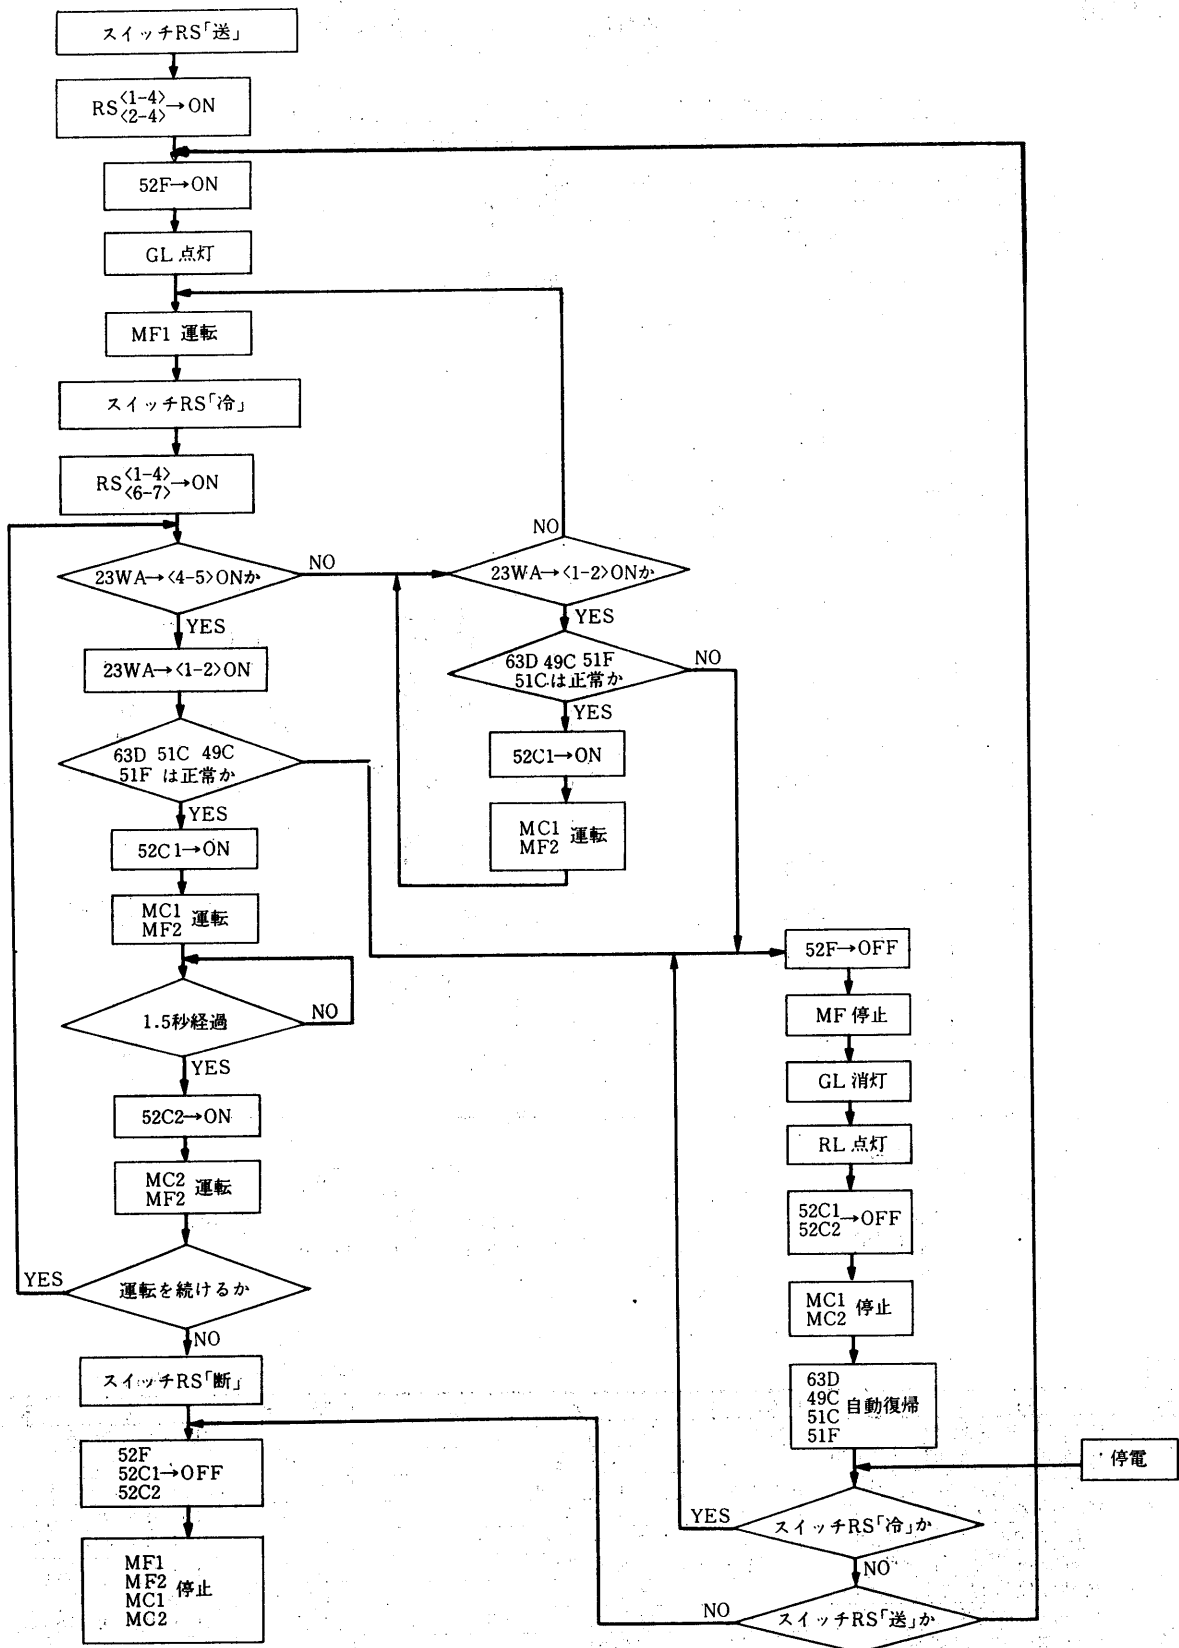 スイッチRS「送」
RS<1-4>→ON
<2-4>
52F→ON
GL 点灯
MF1 運転
スイッチRS「冷」
RS<1-4>→ON
<6-7>
23WA→<4-5>ONか
NO
YES
23WA→<1-2>ON
63D 51C 49C
51F は正常か
YES
52C1→ON
MC1 運転
MF2
1.5秒経過
NO
YES
52C2→ON
MC2 運転
MF2
運転を続けるか
YES
NO
スイッチRS「断」
52F
52C1→OFF
52C2
MF1
MF2 停止
MC1
MC2
NO
23WA→<1-2>ONか
YES
63D 49C 51F
51Cは正常か
NO
YES
52C1→ON
MC1 運転
MF2
52F→OFF
MF 停止
GL 消灯
RL 点灯
52C1→OFF
52C2
MC1 停止
MC2
63D
49C 自動復帰
51C
51F
停電
スイッチRS「冷」か
YES
NO
スイッチRS「送」か
NO